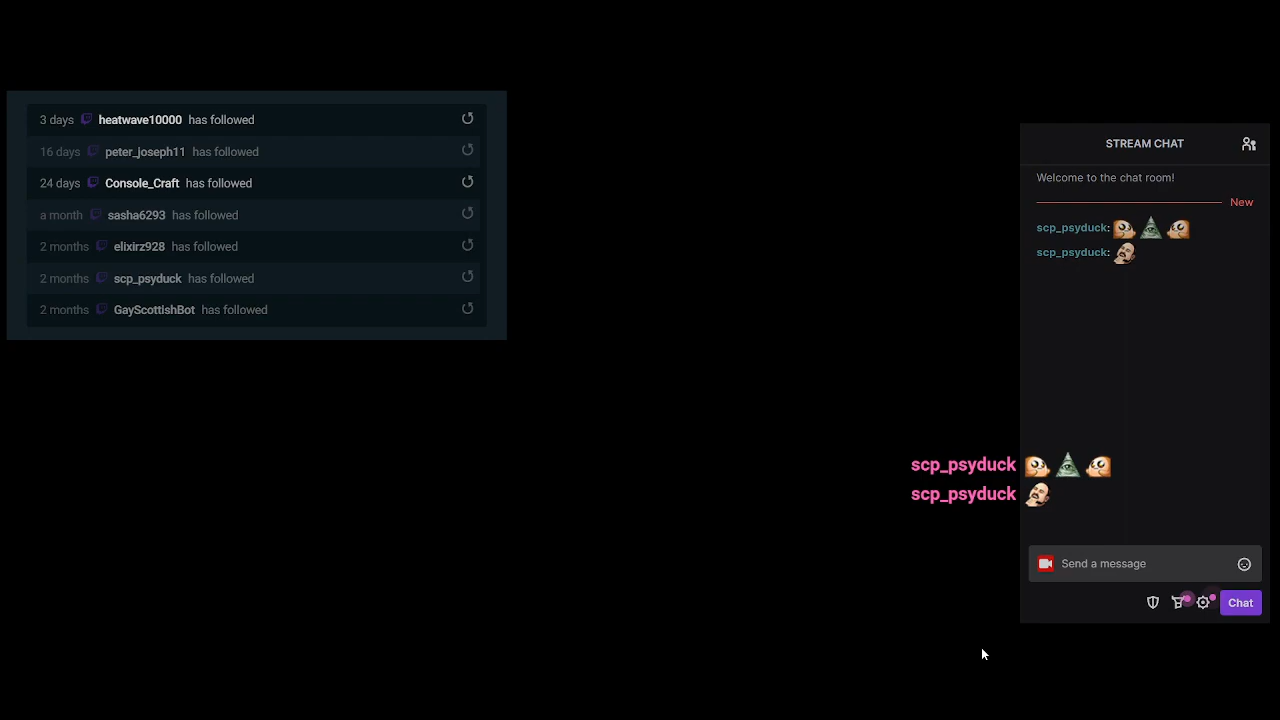 3 days heatwave10000 has followed
16 days peter_joseph11 has followed
24 days Console_Craft has followed
a month sasha6293 has followed
2 months elixirz928 has followed
2 months scp_psyduck has followed
2 months GayScottishBot has followed
STREAM CHAT
Welcome to the chat room!
New
scp_psyduck:
scp_psyduck:
scp_psyduck
scp_psyduck
Send a message
Chat